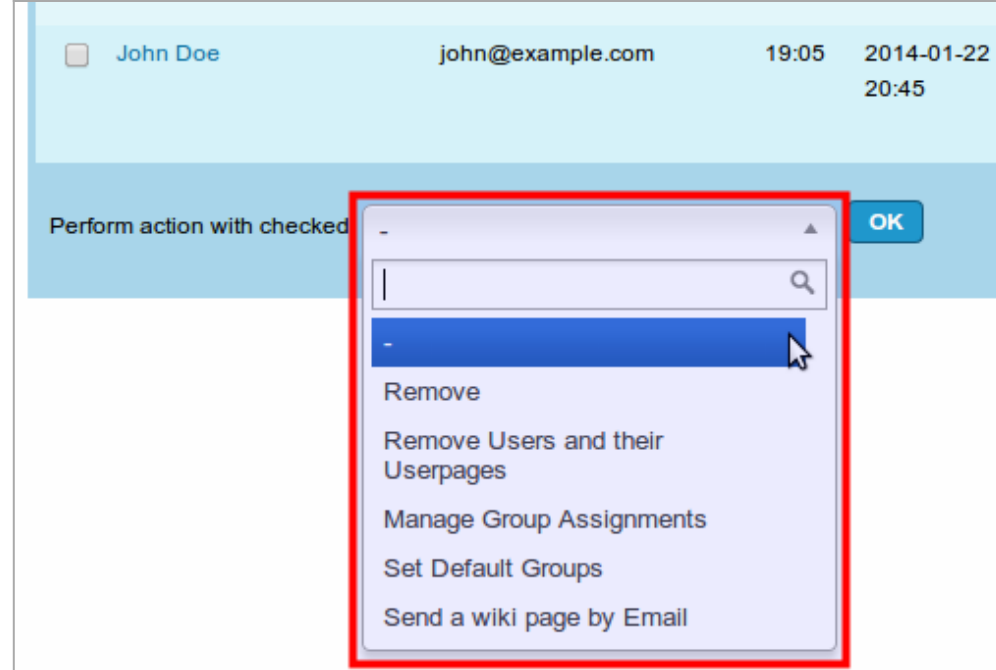 John Doe john@example.com 19:05 2014-01-22
20:45
Perform action with checked - OK
-
Remove
Remove Users and their
Userpages
Manage Group Assignments
Set Default Groups
Send a wiki page by Email